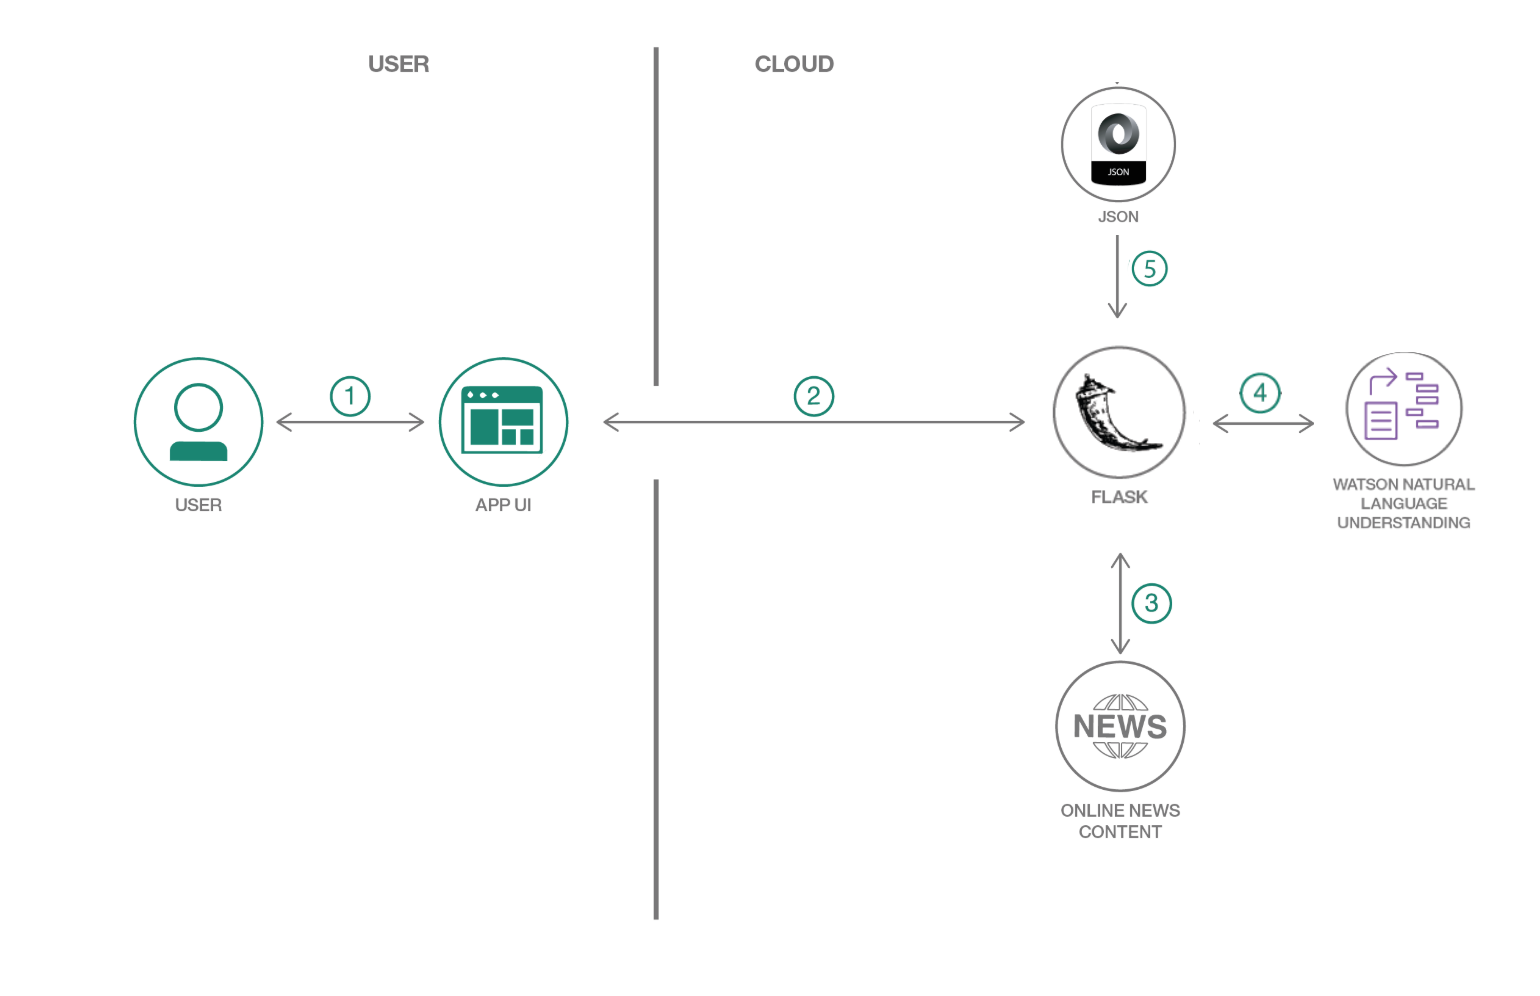 USER
CLOUD
JSON
JSON
5
1
2
4
USER
APP UI
FLASK
WATSON NATURAL
LANGUAGE
UNDERSTANDING
3
NEWS
ONLINE NEWS
CONTENT